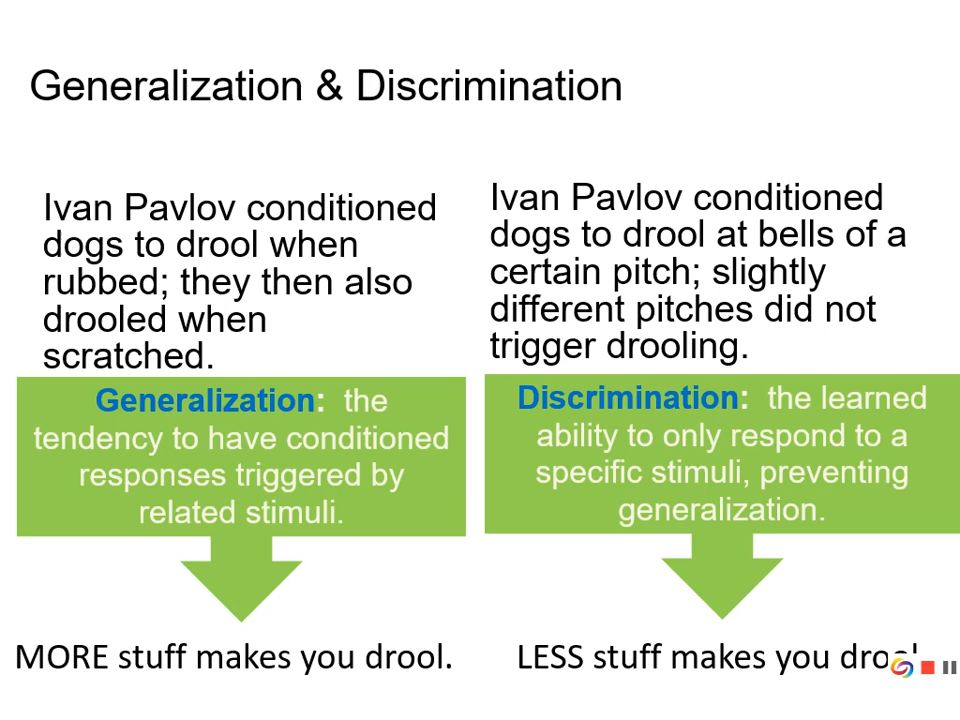 Generalization & Discrimination
Ivan Pavlov conditioned
dogs to drool when
rubbed; they then also
drooled when
scratched.
Generalization: the
tendency to have conditioned
responses triggered by
related stimuli.
MORE stuff makes you drool.
Ivan Pavlov conditioned
dogs to drool at bells of a
certain pitch; slightly
different pitches did not
trigger drooling.
Discrimination: the learned
ability to only respond to a
specific stimuli, preventing
generalization.
LESS stuff makes you drool